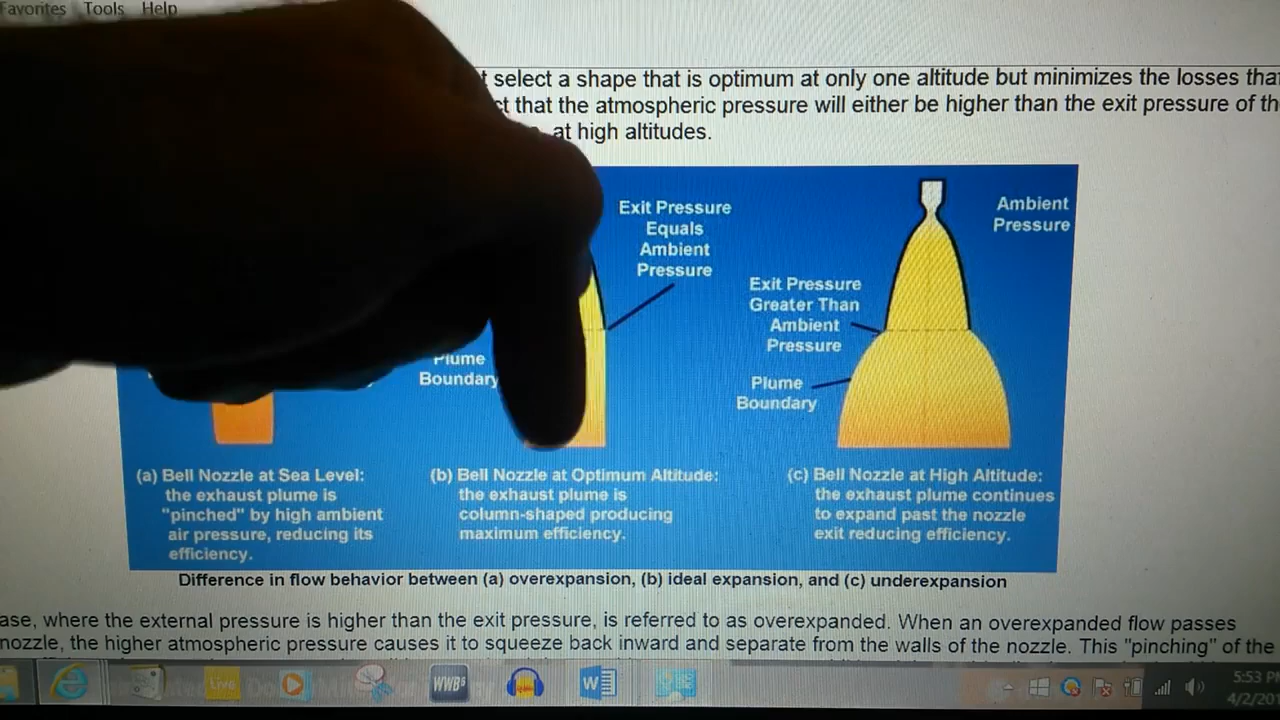 Favorites Tools Help
select a shape that is optimum at only one altitude but minimizes the losses that
that the atmospheric pressure will either be higher than the exit pressure of the
at high altitudes.
Exit Pressure
Equals
Ambient
Pressure
Plume
Boundary
Ambient
Pressure
Exit Pressure
Greater Than
Ambient
Pressure
Plume
Boundary
(a) Bell Nozzle at Sea Level:
the exhaust plume is
"pinched" by high ambient
air pressure, reducing its
efficiency.
(b) Bell Nozzle at Optimum Altitude:
the exhaust plume is
column-shaped producing
maximum efficiency.
(c) Bell Nozzle at High Altitude:
the exhaust plume continues
to expand past the nozzle
exit reducing efficiency.
Difference in flow behavior between (a) overexpansion, (b) ideal expansion, and (c) underexpansion
ase, where the external pressure is higher than the exit pressure, is referred to as overexpanded. When an overexpanded flow passes
nozzle, the higher atmospheric pressure causes it to squeeze back inward and separate from the walls of the nozzle. This "pinching" of the
Live
WWB5
W
5:53 PM
4/2/201